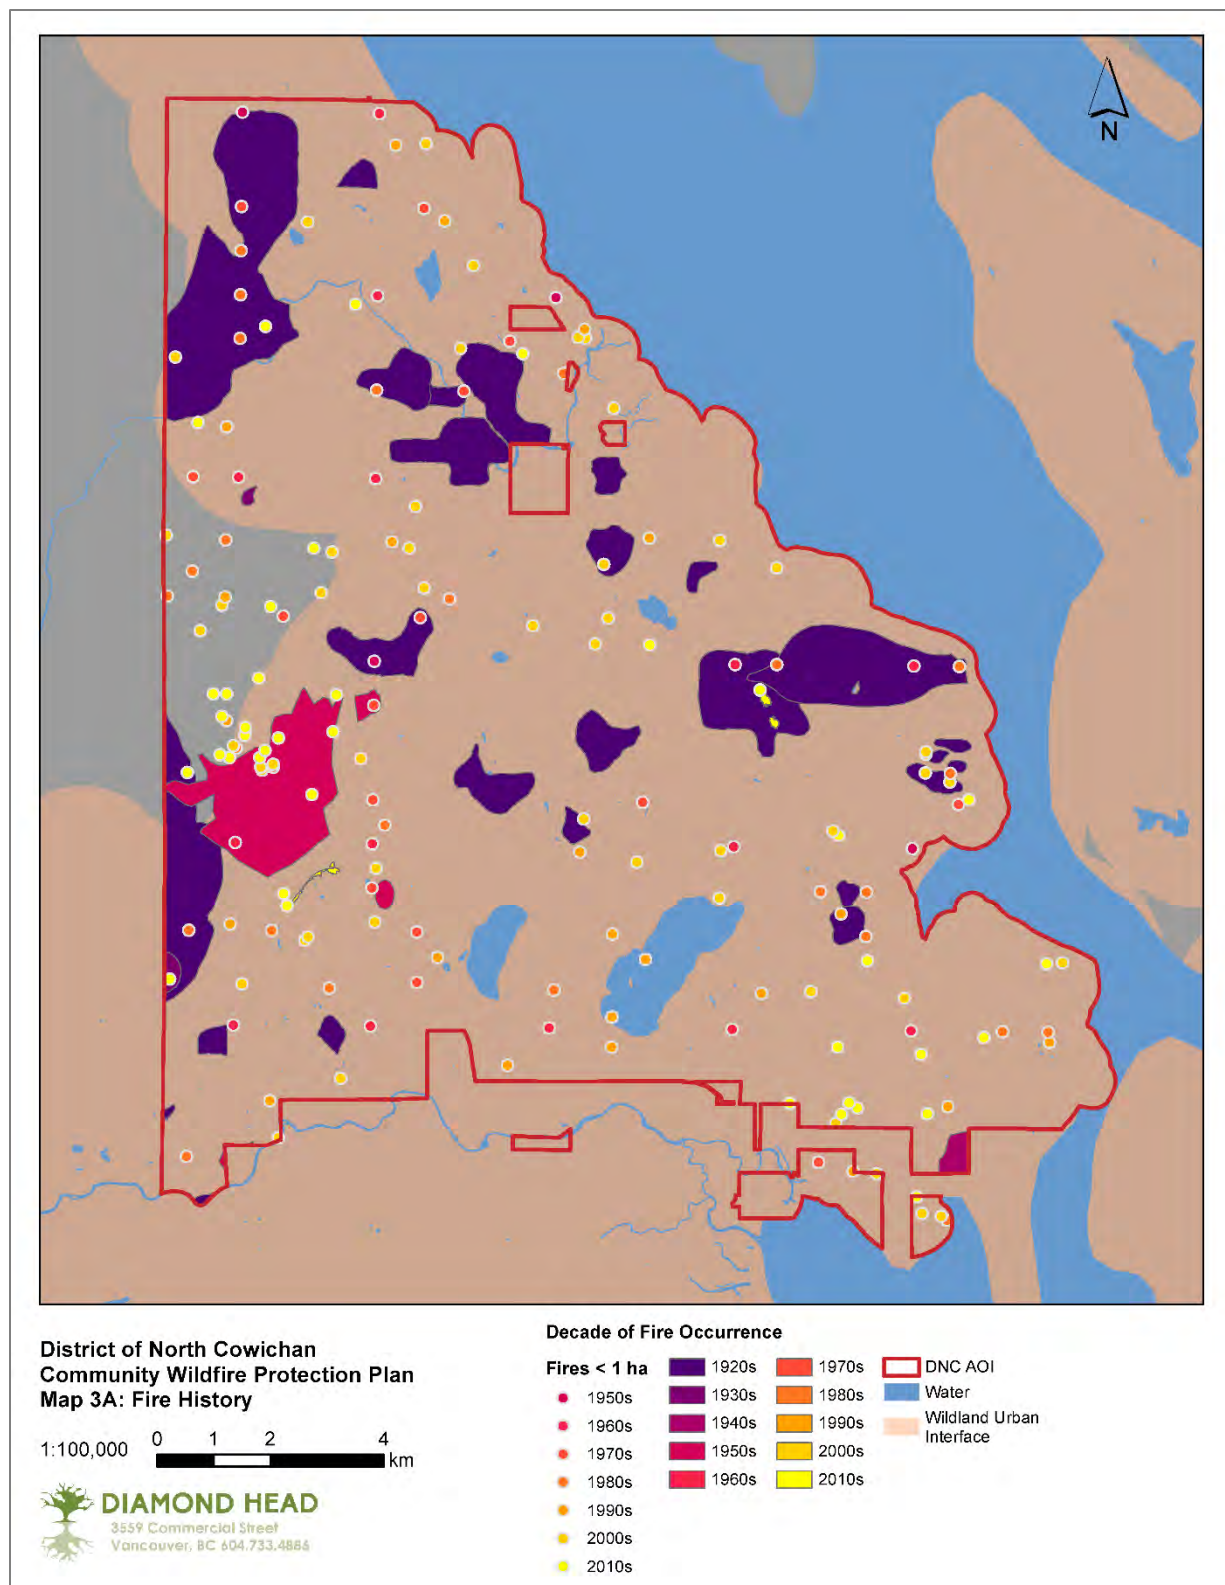 N
District of North Cowichan
Community Wildfire Protection Plan
Map 3A: Fire History
1:100,000
0 1 2 4
km
DIAMOND HEAD
3559 Commercial Street
Vancouver, BC 604.733.4886
Decade of Fire Occurrence
Fires < 1 ha
1950s
1960s
1970s
1980s
1990s
2000s
2010s
1920s
1930s
1940s
1950s
1960s
1970s
1980s
1990s
2000s
2010s
DNC AOI
Water
Wildland Urban
Interface